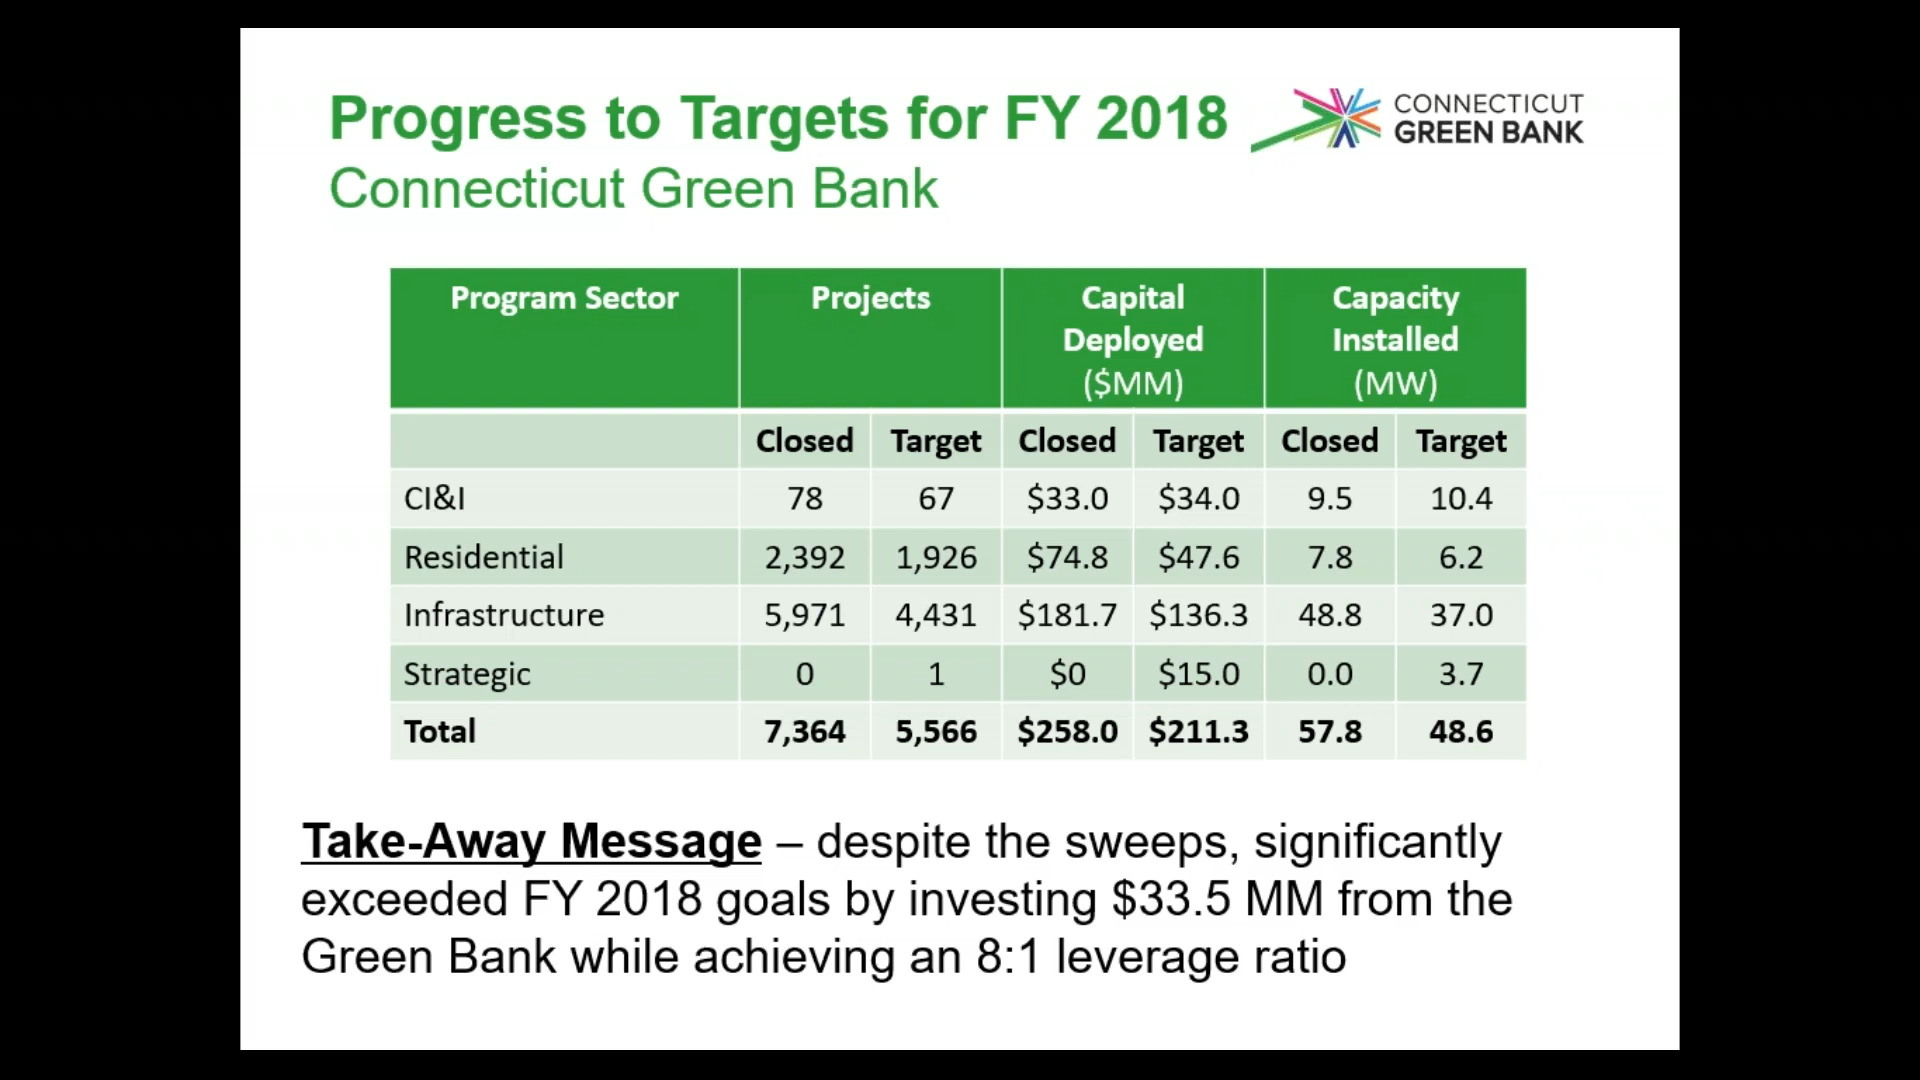 Progress to Targets for FY 2018
Connecticut Green Bank
CONNECTICUT
GREEN BANK
Program Sector Projects Capital Deployed ($MM) Capacity Installed (MW)
Closed Target Closed Target Closed Target
CI&I 78 67 $33.0 $34.0 9.5 10.4
Residential 2,392 1,926 $74.8 $47.6 7.8 6.2
Infrastructure 5,971 4,431 $181.7 $136.3 48.8 37.0
Strategic 0 1 $0 $15.0 0.0 3.7
Total 7,364 5,566 $258.0 $211.3 57.8 48.6
Take-Away Message – despite the sweeps, significantly
exceeded FY 2018 goals by investing $33.5 MM from the
Green Bank while achieving an 8:1 leverage ratio